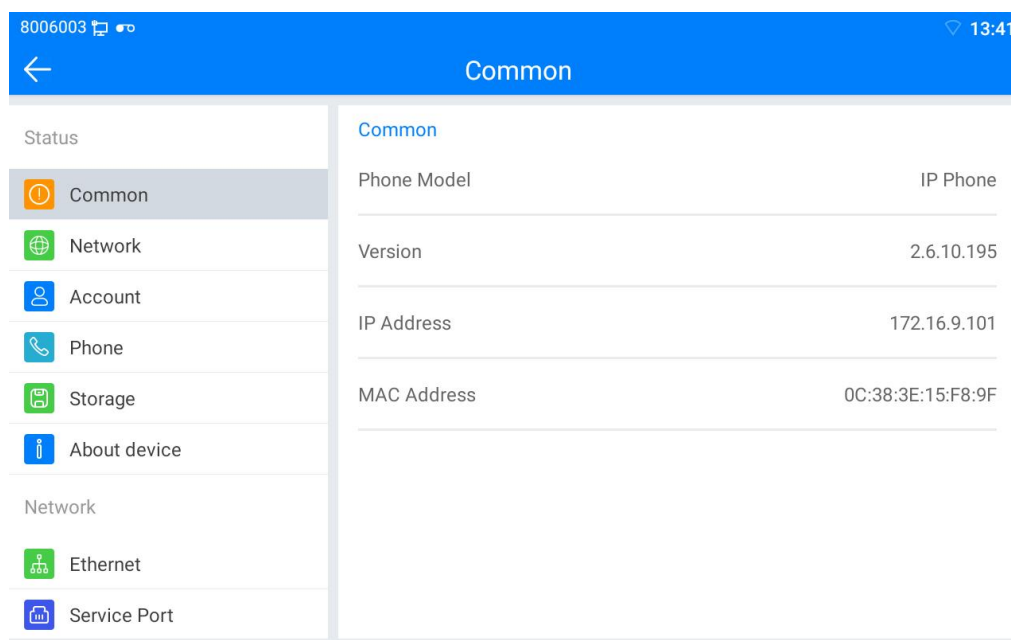 8006003 13:41
Common
Status
Common
Network
Account
Phone
Storage
About device
Network
Ethernet
Service Port
Common
Phone Model IP Phone
Version 2.6.10.195
IP Address 172.16.9.101
MAC Address 0C:38:3E:15:F8:9F